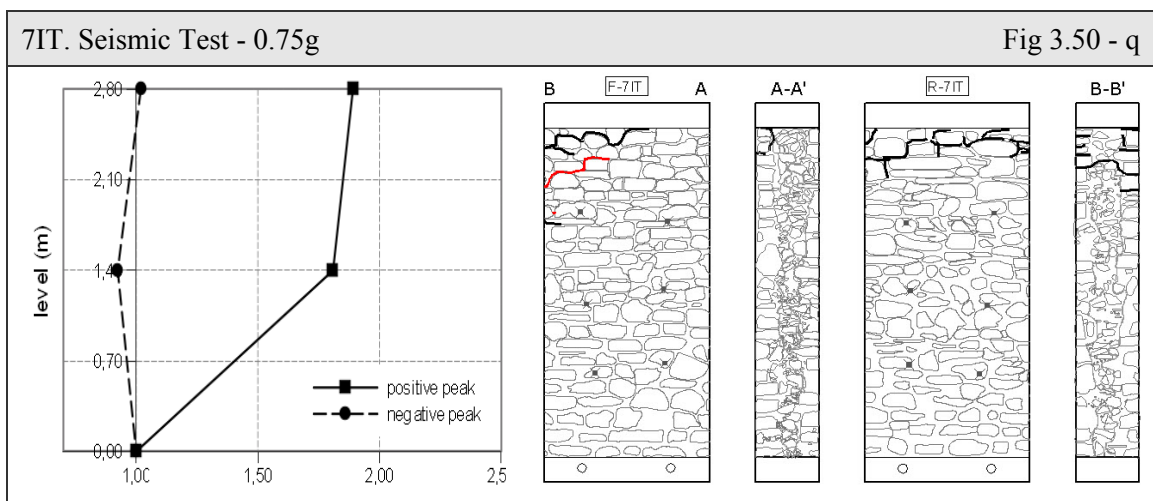 7IT. Seismic Test - 0.75g Fig 3.50 - q
2,80
2,10
1,4
0,70
0,00
level (m)
positive peak
negative peak
1,00 1,50 2,00 2,5
B F-7IT A A-A' R-7IT B-B'